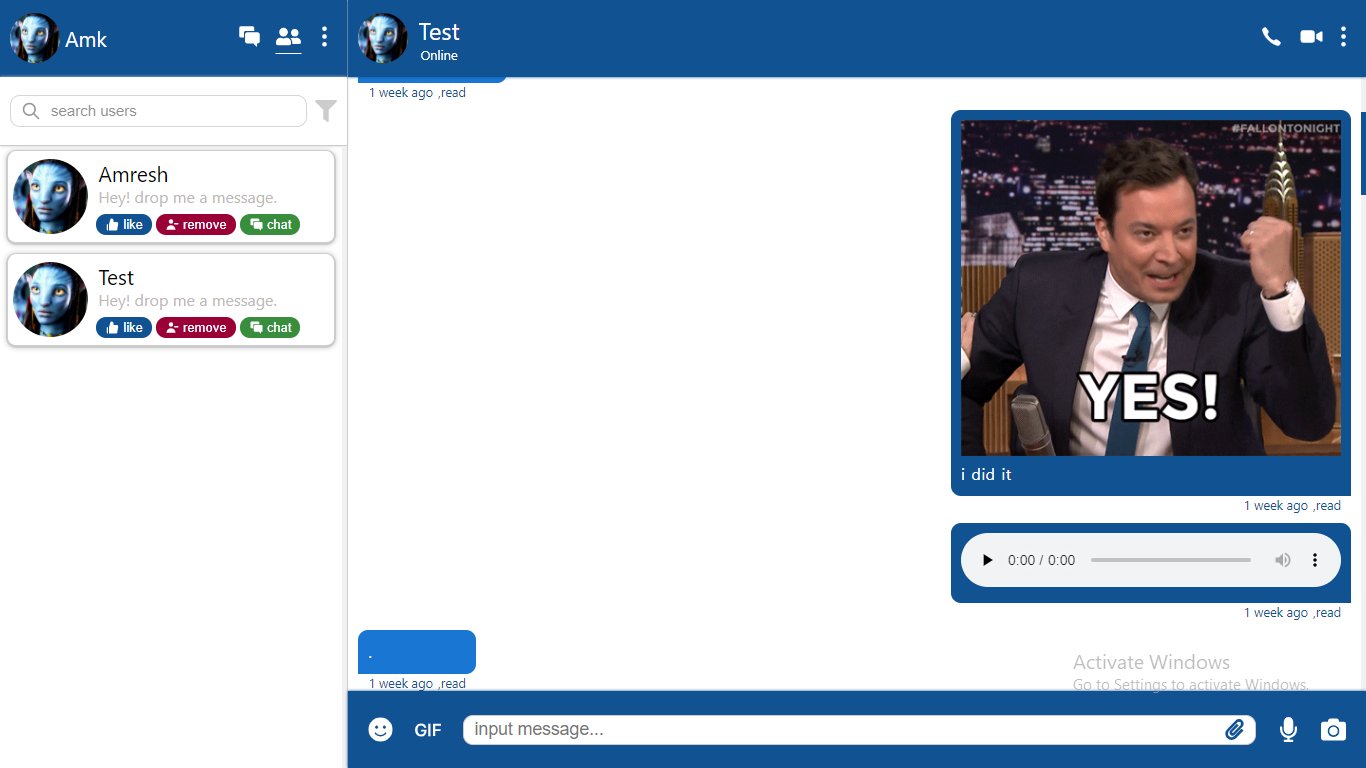 Amk
search users
Amresh
Hey! drop me a message.
like remove chat
Test
Hey! drop me a message.
like remove chat
Test
Online
1 week ago ,read
#FALLONTONIGHT
YES!
i did it
1 week ago ,read
0:00 / 0:00
1 week ago ,read
.
1 week ago ,read
Activate Windows
Go to Settings to activate Windows.
GIF input message...